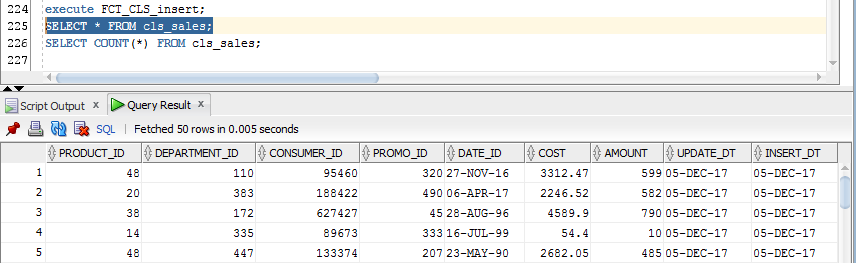 224 execute FCT_CLS_insert;
225 SELECT * FROM cls_sales;
226 SELECT COUNT(*) FROM cls_sales;
227
Script Output x Query Result x
SQL | Fetched 50 rows in 0.005 seconds
PRODUCT_ID DEPARTMENT_ID CONSUMER_ID PROMO_ID DATE_ID COST AMOUNT UPDATE_DT INSERT_DT
1 48 110 95460 320 27-NOV-16 3312.47 599 05-DEC-17 05-DEC-17
2 20 383 188422 490 06-APR-17 2246.52 582 05-DEC-17 05-DEC-17
3 38 172 627427 45 28-AUG-96 4589.9 790 05-DEC-17 05-DEC-17
4 14 335 89673 333 16-JUL-99 54.4 10 05-DEC-17 05-DEC-17
5 48 447 133374 207 23-MAY-90 2682.05 485 05-DEC-17 05-DEC-17